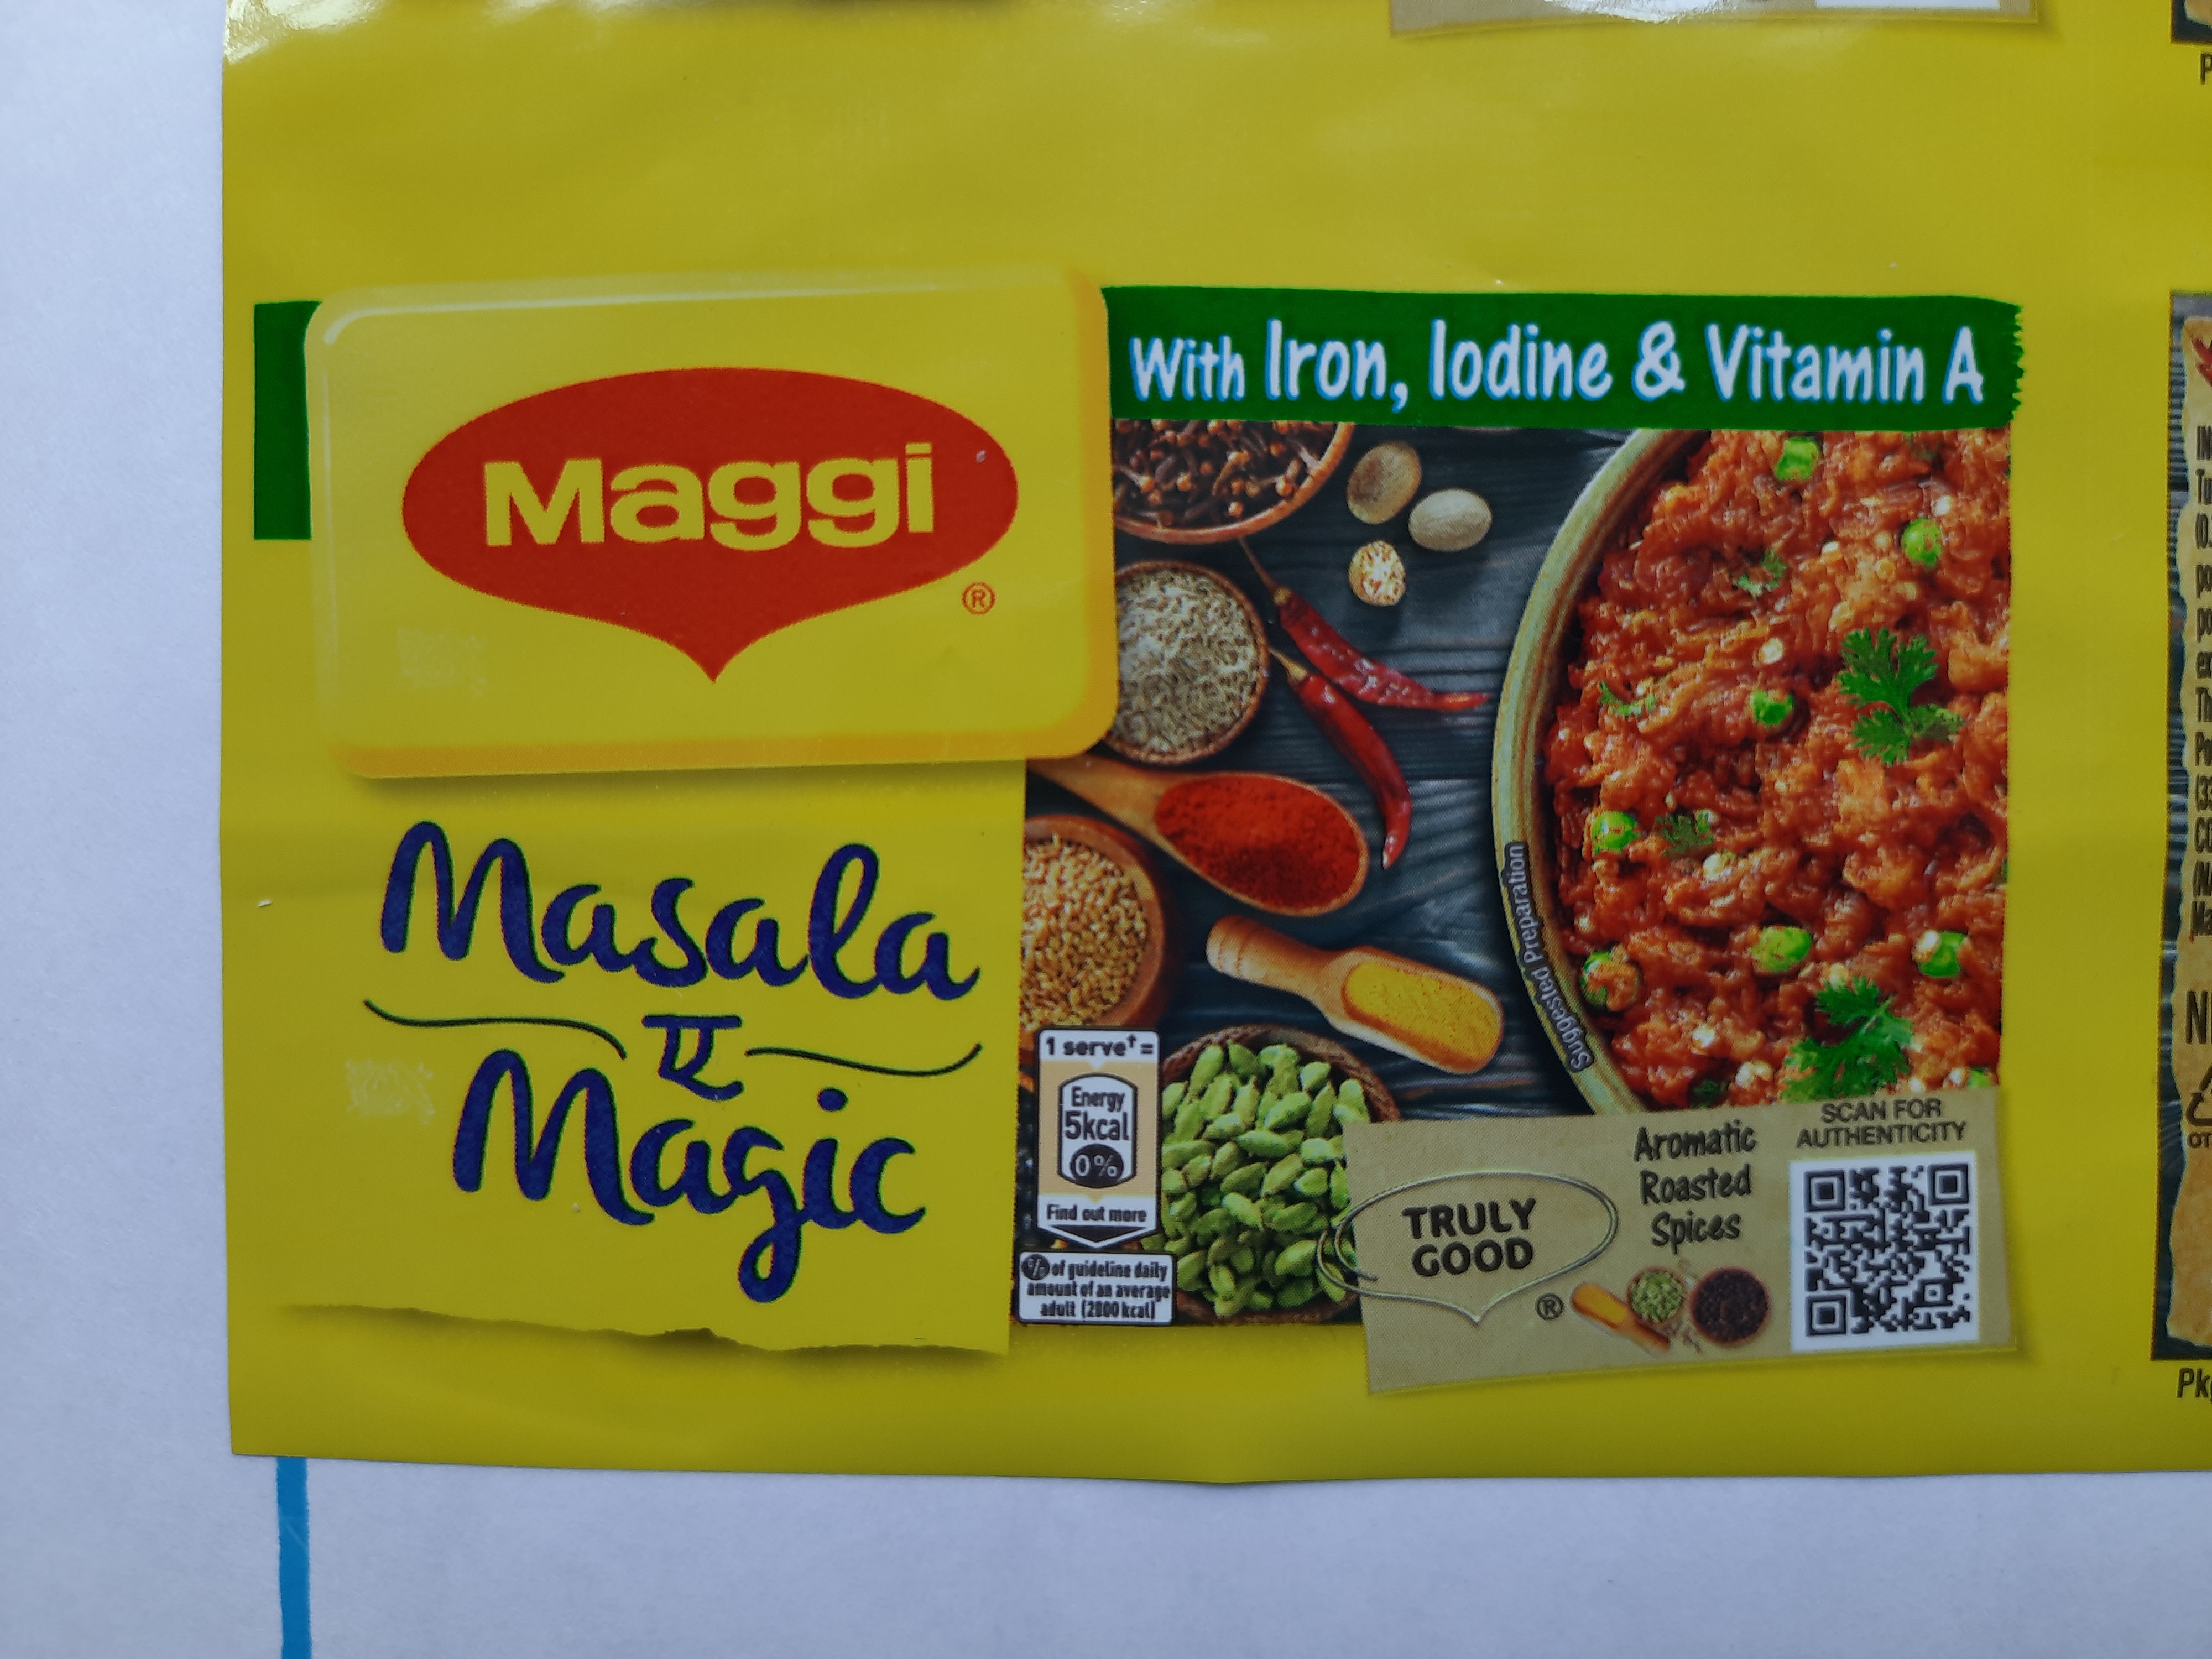 Maggi
®
With Iron, Iodine & Vitamin A
Masala
ae
Magic
1 serve† =
Energy
5kcal
0%
Find out more
% of guideline daily
amount of an average
adult (2000 kcal)
Suggested Preparation
TRULY
GOOD
®
Aromatic
Roasted
Spices
SCAN FOR
AUTHENTICITY